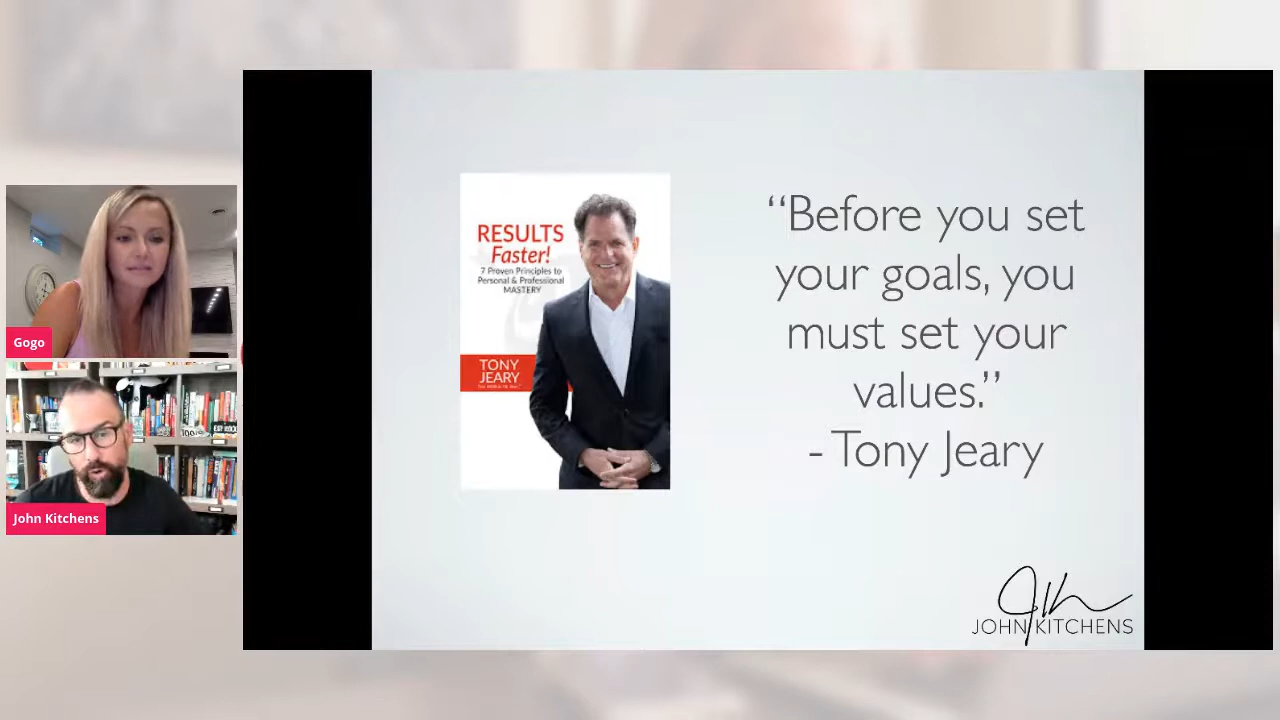 Gogo
John Kitchens
RESULTS
Faster!
7 Proven Principles to
Personal & Professional
MASTERY
TONY
JEARY
“Before you set
your goals, you
must set your
values.”
- Tony Jeary
JOHN KITCHENS